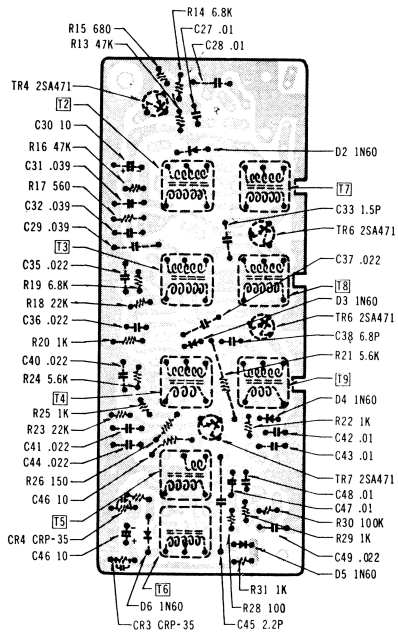 R14 6.8K
R15 680
C27 .01
R13 47K
C28 .01
TR4 2SA471
T2
C30 10
R16 47K
D2 1N60
C31 .039
R17 560
T7
C32 .039
C33 1.5P
C29 .039
TR6 2SA471
T3
C35 .022
C37 .022
R19 6.8K
T8
R18 22K
D3 1N60
C36 .022
TR6 2SA471
R20 1K
C38 6.8P
R21 5.6K
C40 .022
R24 5.6K
T9
T4
D4 1N60
R25 1K
R22 1K
R23 22K
C42 .01
C41 .022
C43 .01
C44 .022
R26 150
TR7 2SA471
C46 10
C48 .01
T5
C47 .01
CR4 CRP-35
R30 100K
C46 10
R29 1K
C49 .022
T6
D5 1N60
D6 1N60
R31 1K
R28 100
CR3 CRP-35
C45 2.2P
+
+